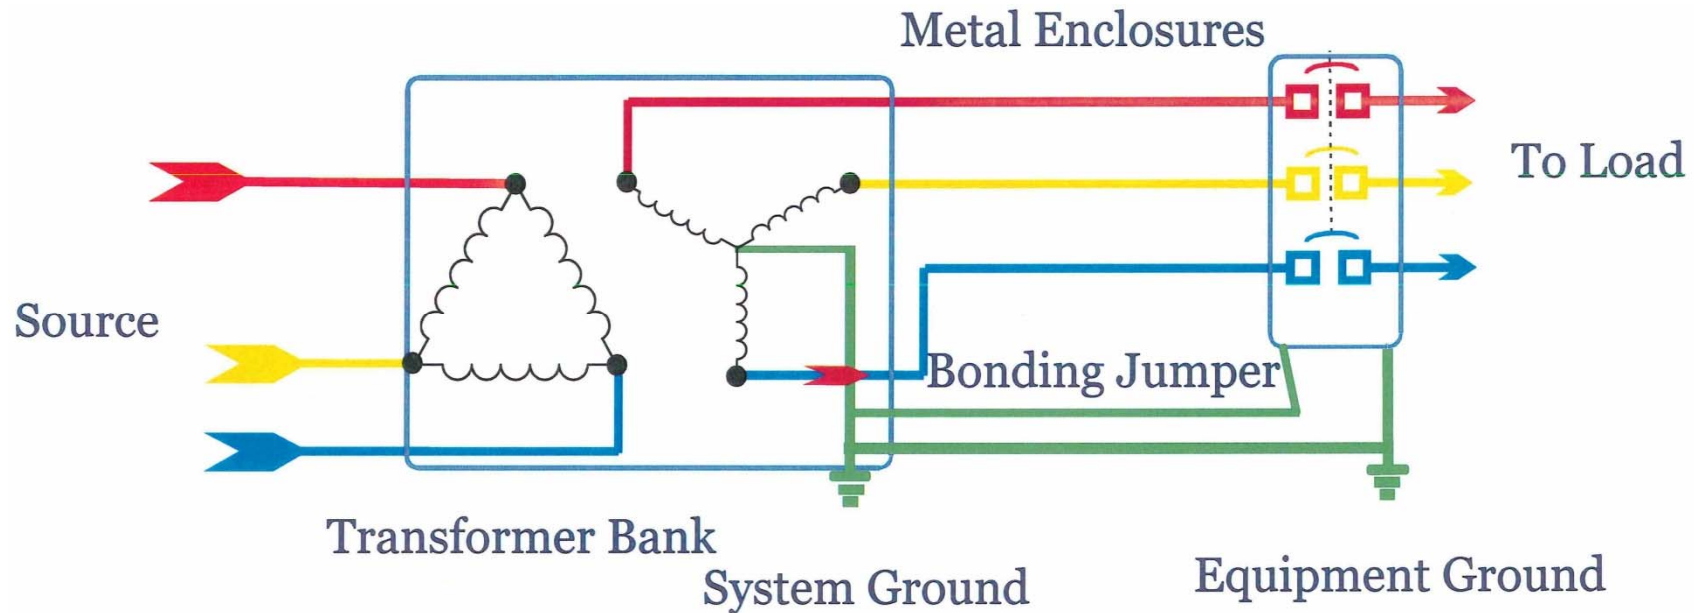 Metal Enclosures
To Load
Source
Bonding Jumper
Transformer Bank
System Ground
Equipment Ground